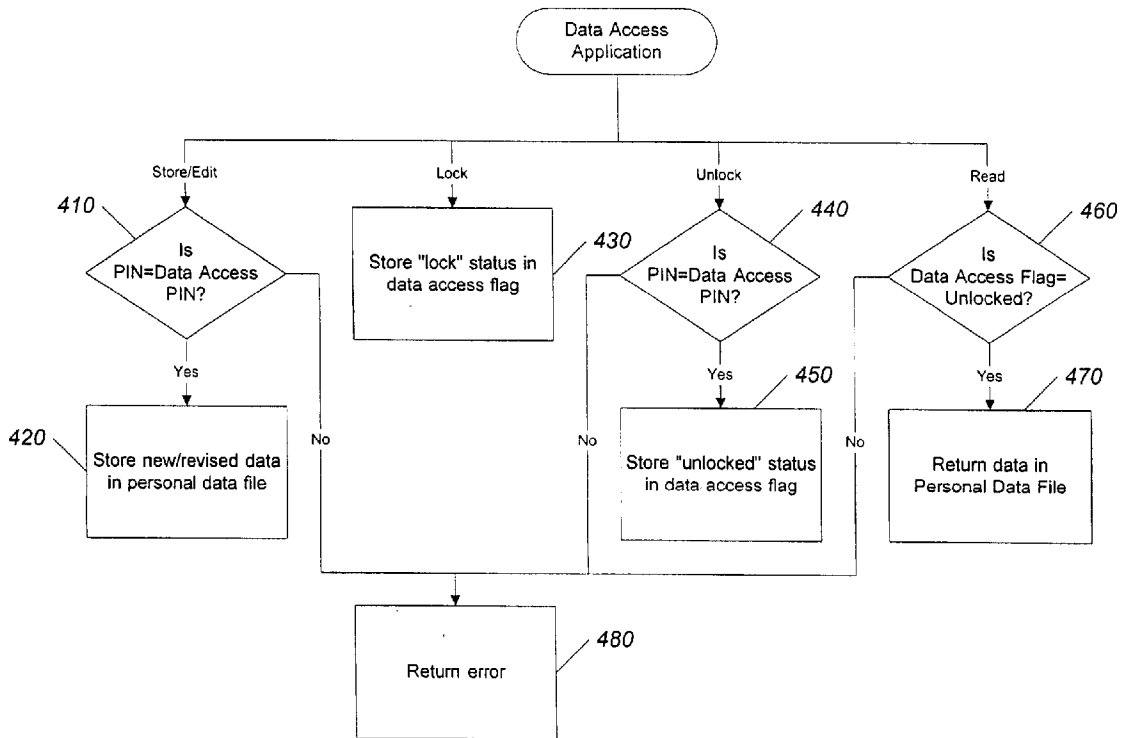 Data Access
Application
Store/Edit
Lock
Unlock
Read
410
Is
PIN=Data Access
PIN?
430
Store "lock" status in
data access flag
440
Is
PIN=Data Access
PIN?
460
Is
Data Access Flag=
Unlocked?
Yes
Yes
Yes
420
Store new/revised data
in personal data file
No
No
450
Store "unlocked" status
in data access flag
No
470
Return data in
Personal Data File
480
Return error